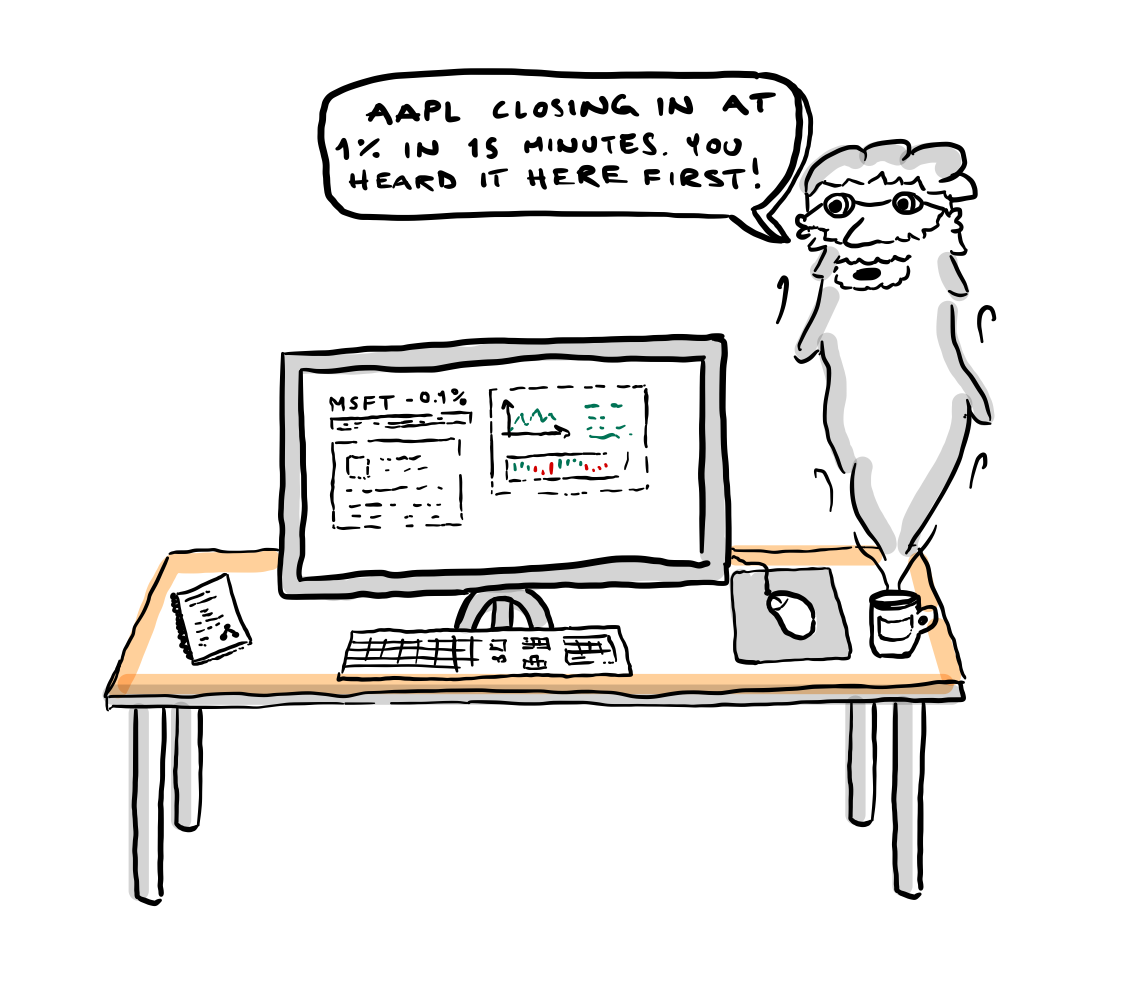 AAPL CLOSING IN AT
1% IN 15 MINUTES. YOU
HEARD IT HERE FIRST!
MSFT -0.1%